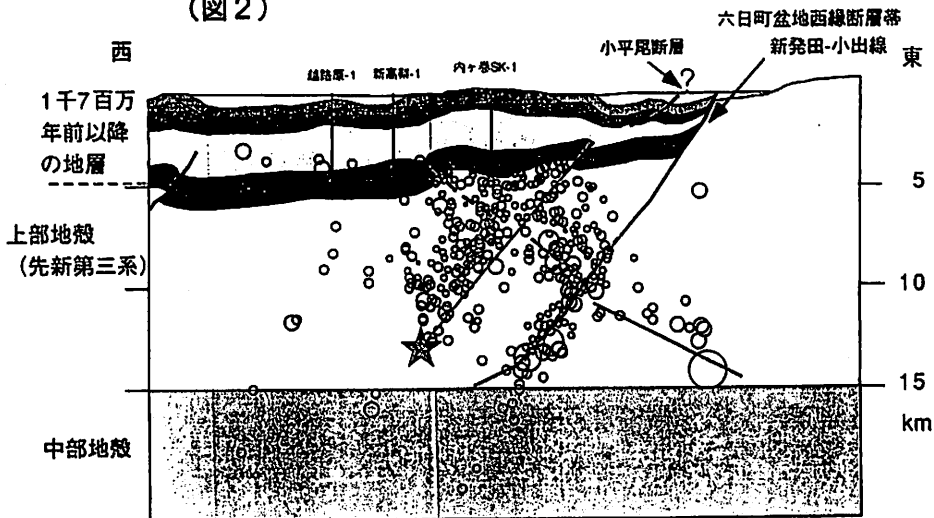 （図２）
六日町盆地西縁断層帯
新発田-小出線
小平尾断層
西
東
越路原-1
新高梨-1
内ヶ巻SK-1
?
1千7百万
年前以降
の地層
5
上部地殻
（先新第三系）
10
15
km
中部地殻